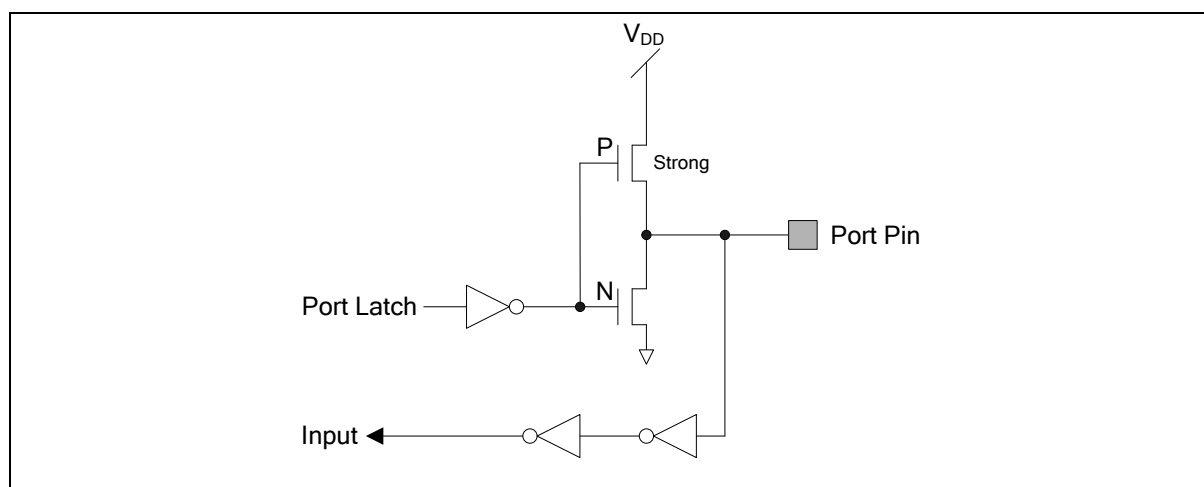 VDD
P
Strong
Port Pin
N
Port Latch
Input